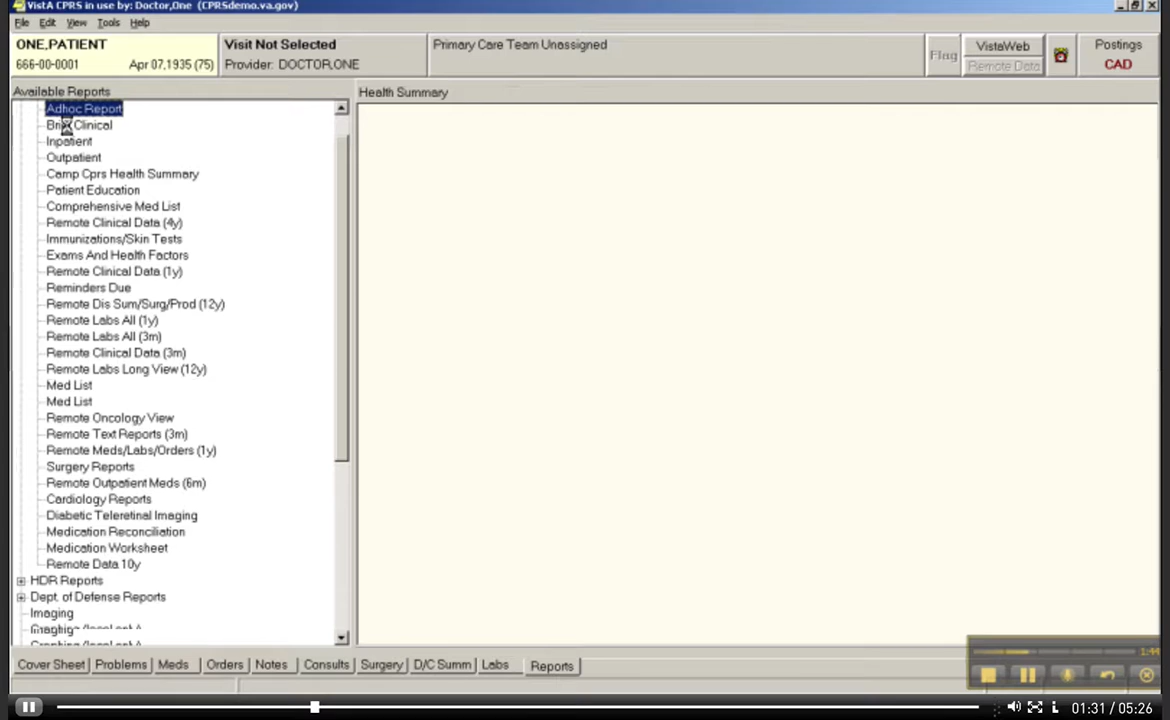 VistA CPRS in use by: Doctor,One (CPRSdemo.va.gov)
File Edit View Tools Help
ONE,PATIENT
666-00-0001 Apr 07,1935 (75)
Visit Not Selected
Provider: DOCTOR,ONE
Primary Care Team Unassigned
Flag
VistaWeb
Remote Data
Postings
CAD
Available Reports
Adhoc Report
Clinical
Inpatient
Outpatient
Camp Cprs Health Summary
Patient Education
Comprehensive Med List
Remote Clinical Data (4y)
Immunizations/Skin Tests
Exams And Health Factors
Remote Clinical Data (1y)
Reminders Due
Remote Dis Sum/Surg/Prod (12y)
Remote Labs All (1y)
Remote Labs All (3m)
Remote Clinical Data (3m)
Remote Labs Long View (12y)
Med List
Med List
Remote Oncology View
Remote Text Reports (3m)
Remote Meds/Labs/Orders (1y)
Surgery Reports
Remote Outpatient Meds (6m)
Cardiology Reports
Diabetic Teleretinal Imaging
Medication Reconciliation
Medication Worksheet
Remote Data 10y
HDR Reports
Dept. of Defense Reports
Imaging
Health Summary
Cover Sheet Problems Meds Orders Notes Consults Surgery D/C Summ Labs Reports
1:44
01:31 / 05:26